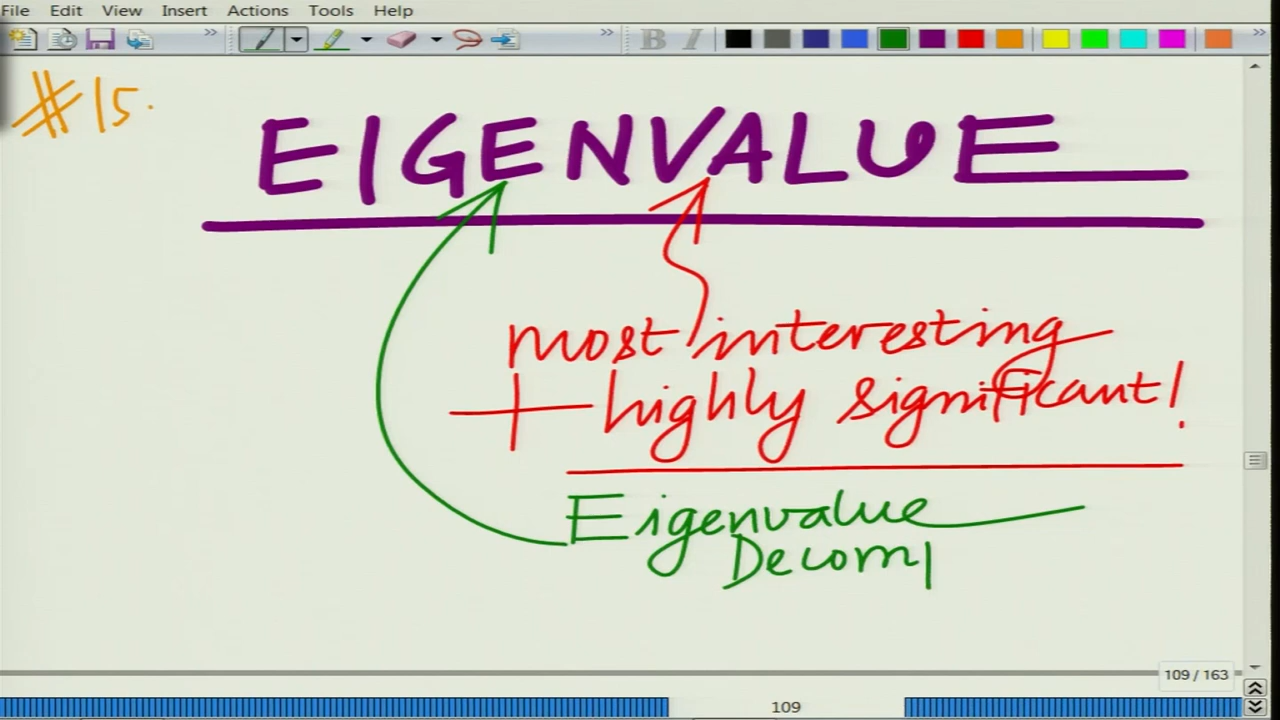 File Edit View Insert Actions Tools Help
B I
#15.
EIGENVALUE
most interesting
+ highly significant!
Eigenvalue
Decom
109 / 163
109